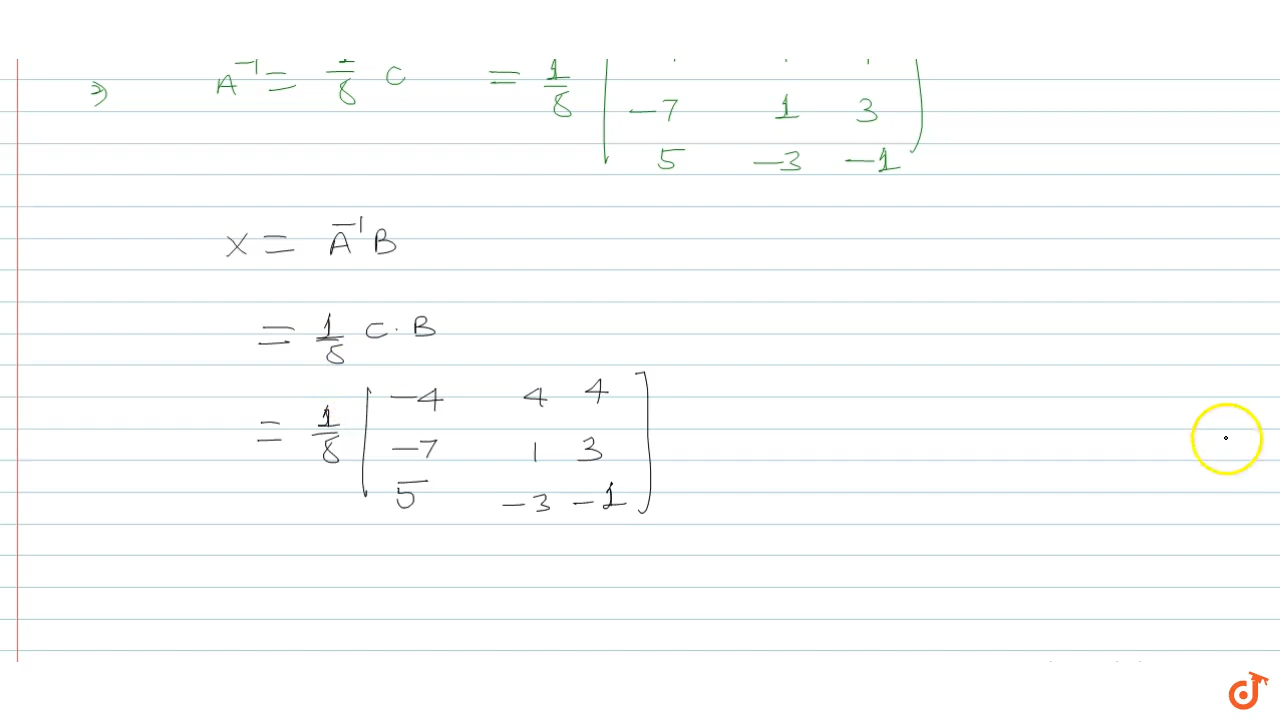 ⇒ A⁻¹ = 1/8 C = 1/8
-7 1 3
5 -3 -1
X = A⁻¹B
= 1/8 C.B
= 1/8 [ -4 4 4 ]
-7 1 3
5 -3 -1